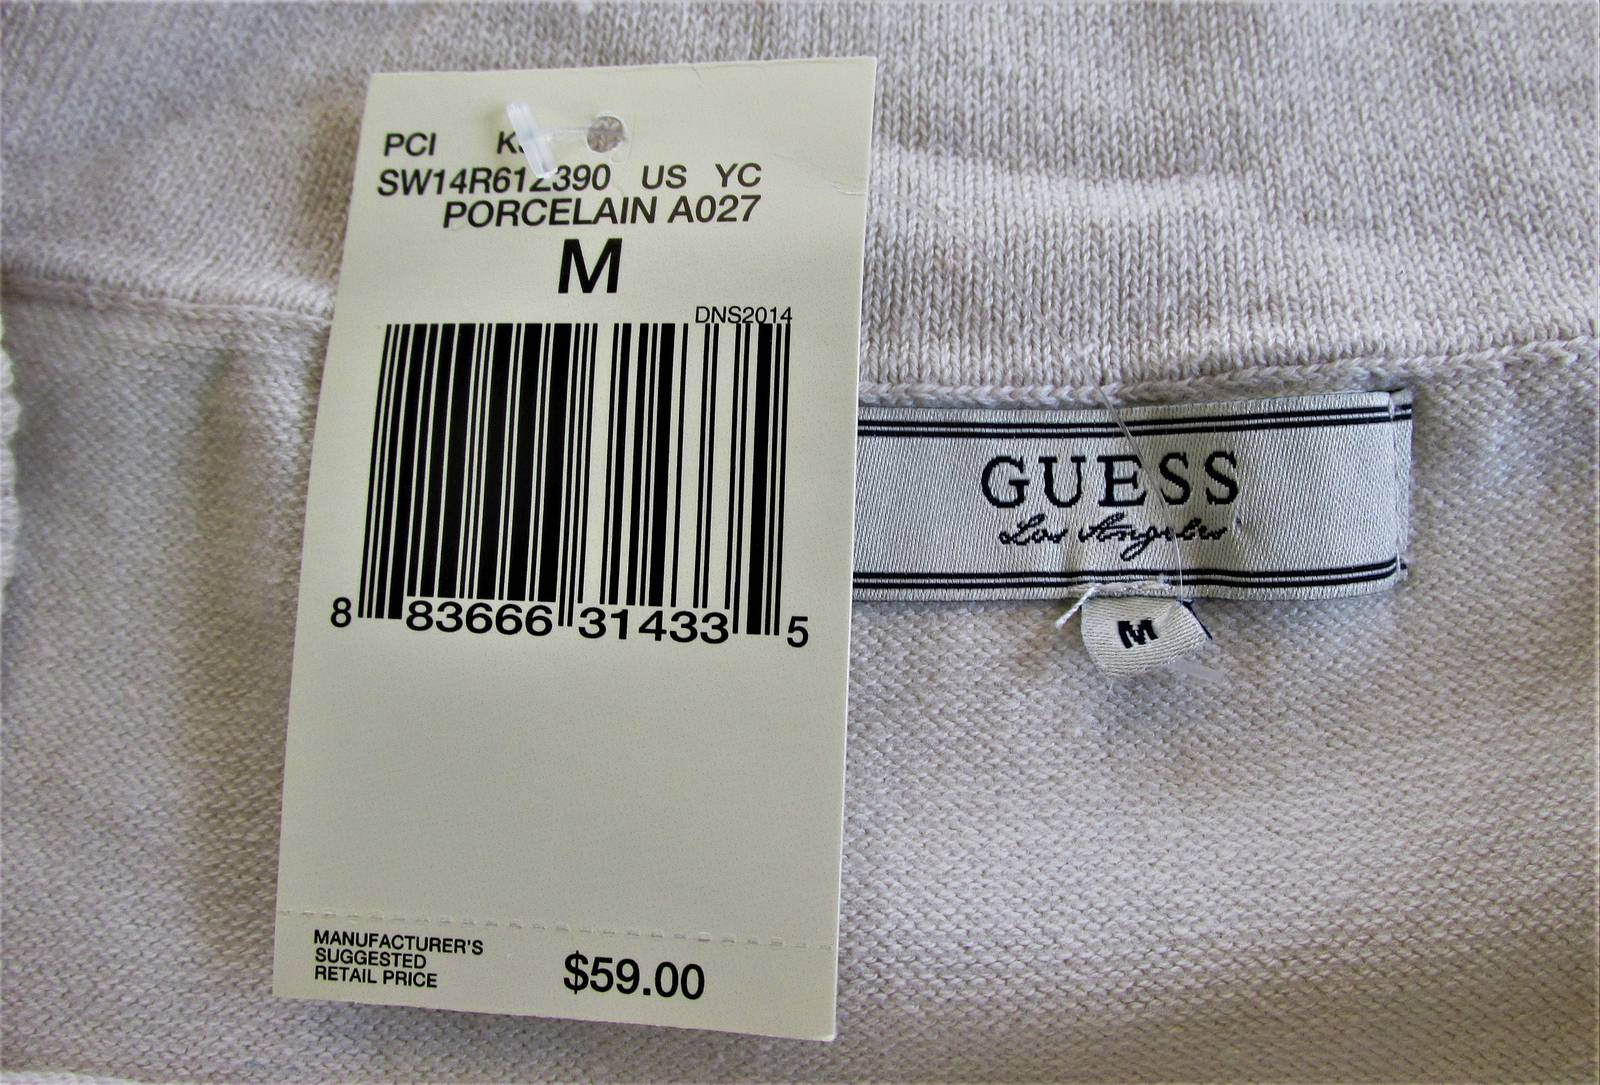 PCI
SW14R61Z390 US YC
PORCELAIN A027
M
DNS2014
8 83666 31433 5
MANUFACTURER'S
SUGGESTED
RETAIL PRICE
$59.00
GUESS
Los Angeles
M